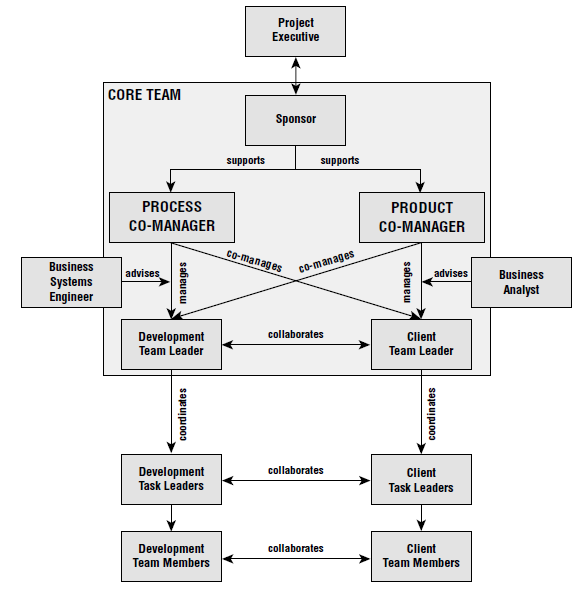 Project
Executive
CORE TEAM
Sponsor
supports
supports
PROCESS
CO-MANAGER
PRODUCT
CO-MANAGER
co-manages
co-manages
Business
Systems
Engineer
advises
manages
manages
advises
Business
Analyst
Development
Team Leader
collaborates
Client
Team Leader
coordinates
coordinates
Development
Task Leaders
collaborates
Client
Task Leaders
Development
Team Members
collaborates
Client
Team Members